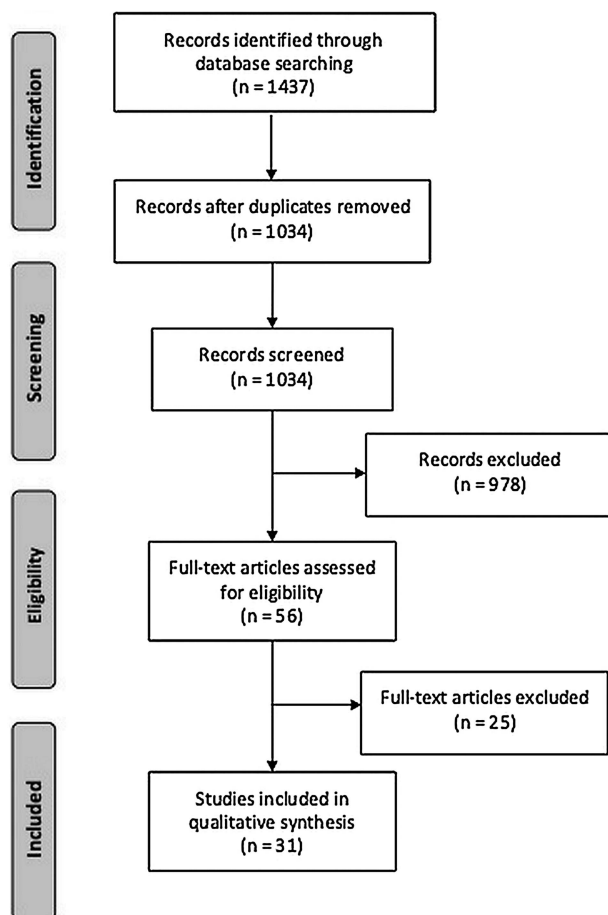 Identification
Records identified through
database searching
(n = 1437)
Records after duplicates removed
(n = 1034)
Screening
Records screened
(n = 1034)
Records excluded
(n = 978)
Eligibility
Full-text articles assessed
for eligibility
(n = 56)
Full-text articles excluded
(n = 25)
Included
Studies included in
qualitative synthesis
(n = 31)